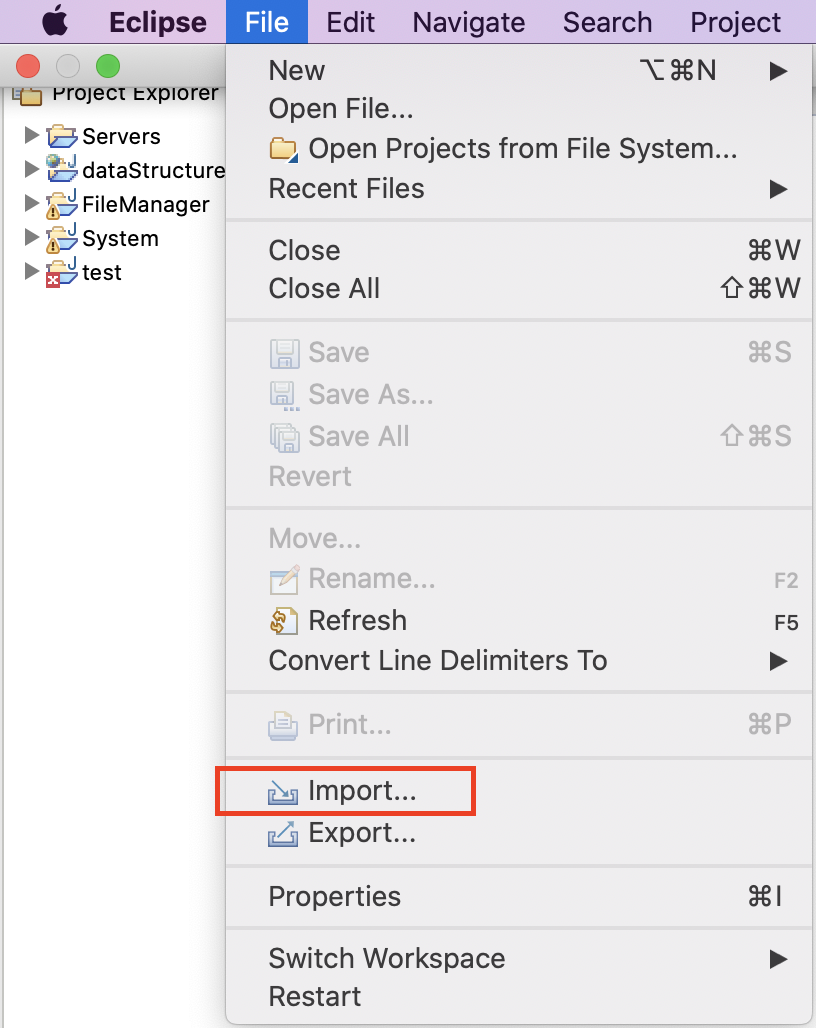 Eclipse File Edit Navigate Search Project
Project Explorer
Servers
dataStructure
FileManager
System
test
New ⌥⌘N
Open File...
Open Projects from File System...
Recent Files
Close ⌘W
Close All ⇧⌘W
Save ⌘S
Save As...
Save All ⇧⌘S
Revert
Move...
Rename... F2
Refresh F5
Convert Line Delimiters To
Print... ⌘P
Import...
Export...
Properties ⌘I
Switch Workspace
Restart